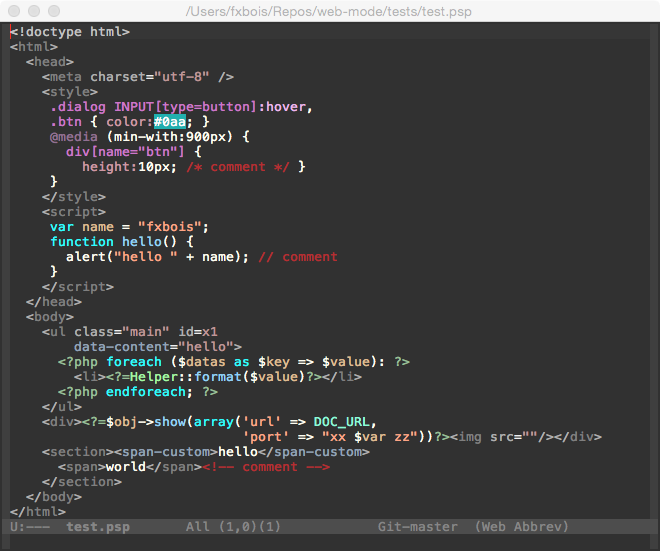 /Users/fxbois/Repos/web-mode/tests/test.psp
<!doctype html>
<html>
  <head>
    <meta charset="utf-8" />
    <style>
     .dialog INPUT[type=button]:hover,
     .btn { color:#0aa; }
     @media (min-with:900px) {
       div[name="btn"] {
         height:10px; /* comment */ }
     }
    </style>
    <script>
     var name = "fxbois";
     function hello() {
       alert("hello " + name); // comment
     }
    </script>
  </head>
  <body>
    <ul class="main" id=x1
        data-content="hello">
      <?php foreach ($datas as $key => $value): ?>
        <li><?=Helper::format($value)?></li>
      <?php endforeach; ?>
    </ul>
    <div><?=$obj->show(array('url' => DOC_URL,
                             'port' => "xx $var zz"))?><img src=""/></div>
    <section><span-custom>hello</span-custom>
      <span>world</span><!-- comment -->
    </section>
  </body>
</html>
U:---  test.psp       All (1,0)(1)            Git-master  (Web Abbrev)